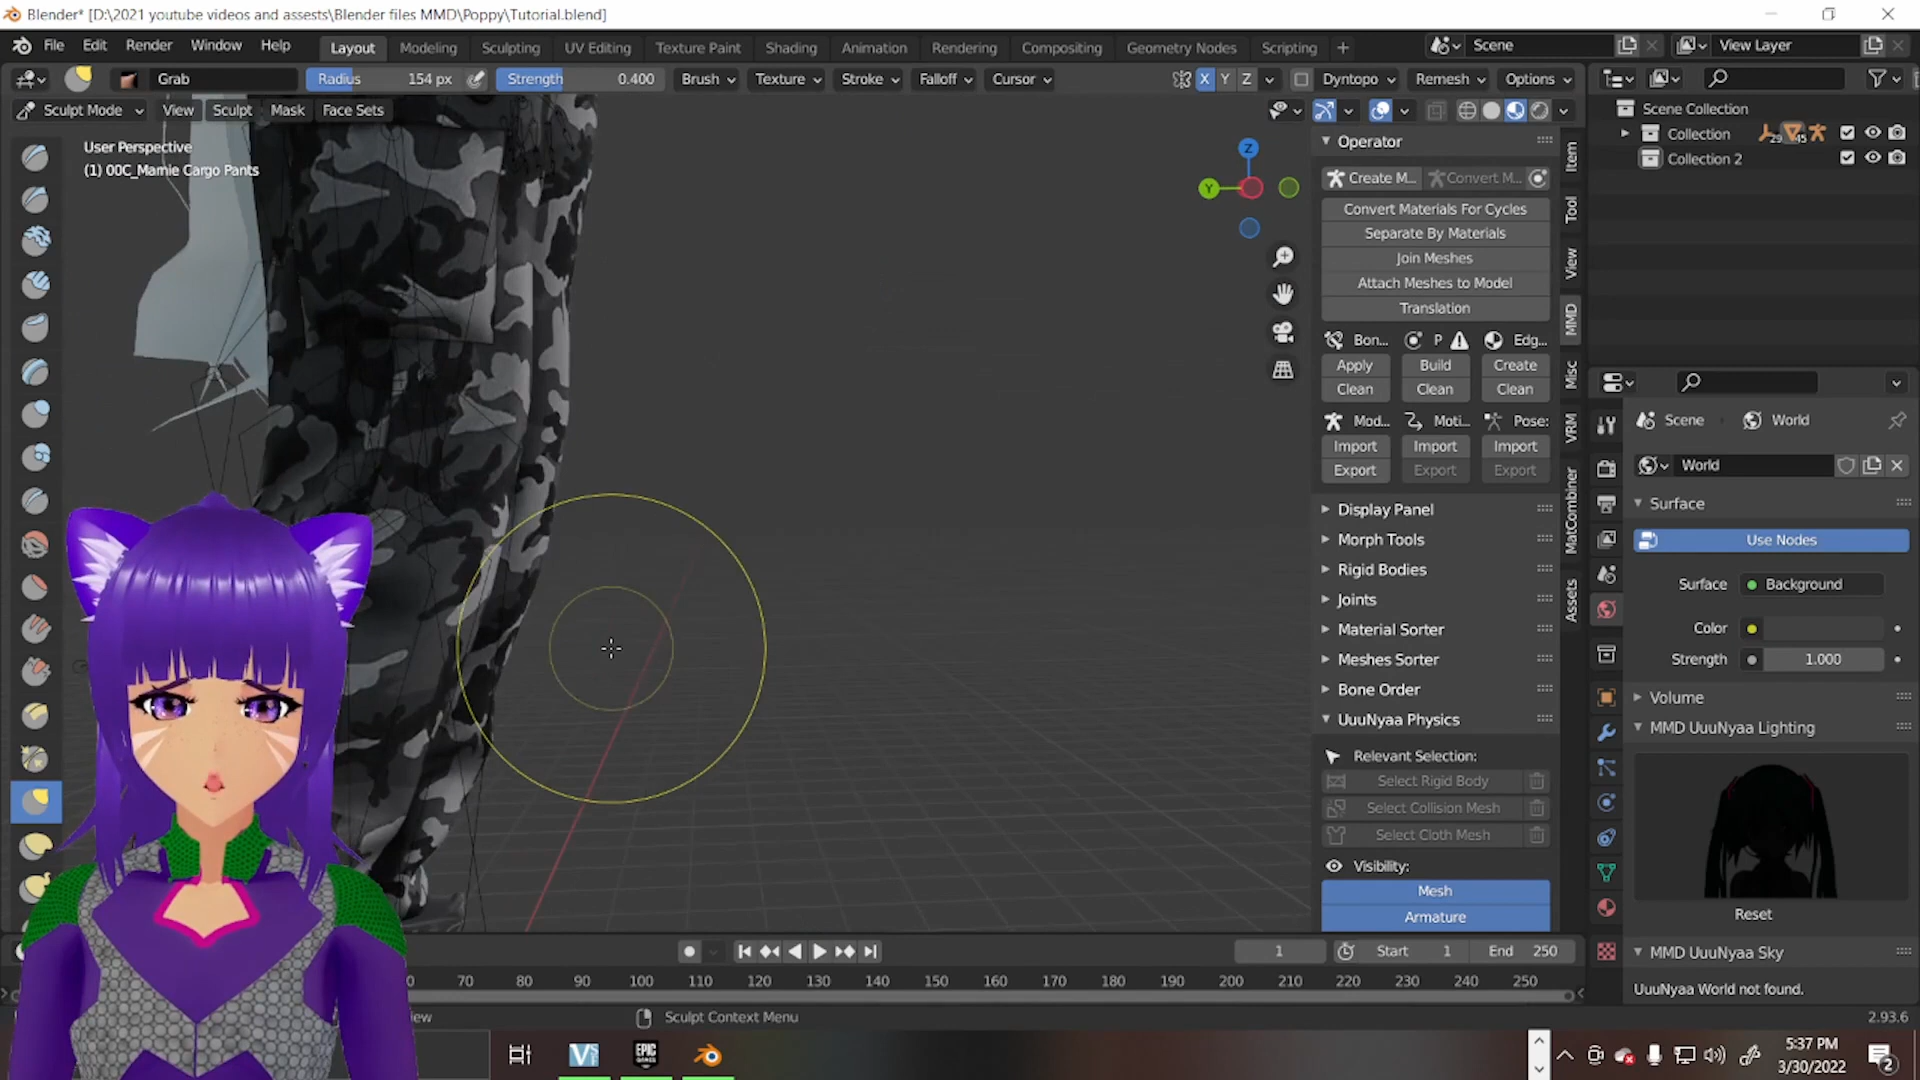 Blender* [D:\2021 youtube videos and assests\Blender files MMD\Poppy\Tutorial.blend]
File Edit Render Window Help Layout Modeling Sculpting UV Editing Texture Paint Shading Animation Rendering Compositing Geometry Nodes Scripting + Scene View Layer
Grab Radius 154 px Strength 0.400 Brush Texture Stroke Falloff Cursor X Y Z Dyntopo Remesh Options
Sculpt Mode View Sculpt Mask Face Sets
User Perspective
(1) 00C_Mamie Cargo Pants
Z
Y
Item
Tool
View
MMD
Misc
VRM
MatCombiner
Assets
Operator
Create M... Convert M...
Convert Materials For Cycles
Separate By Materials
Join Meshes
Attach Meshes to Model
Translation
Bon... P Edg...
Apply Build Create
Clean Clean Clean
Mod... Moti... Pose:
Import Import Import
Export Export Export
Display Panel
Morph Tools
Rigid Bodies
Joints
Material Sorter
Meshes Sorter
Bone Order
UuuNyaa Physics
Relevant Selection:
Select Rigid Body
Select Collision Mesh
Select Cloth Mesh
Visibility:
Mesh
Armature
Scene Collection
Collection 29 45
Collection 2
Scene World
World
Surface
Use Nodes
Surface Background
Color
Strength 1.000
Volume
MMD UuuNyaa Lighting
Reset
MMD UuuNyaa Sky
UuuNyaa World not found.
1 Start 1 End 250
0 70 80 90 100 110 120 130 140 150 160 170 180 190 200 210 220 230 240 250
iew Sculpt Context Menu 2.93.6
EPIC GAMES
5:37 PM
3/30/2022
2